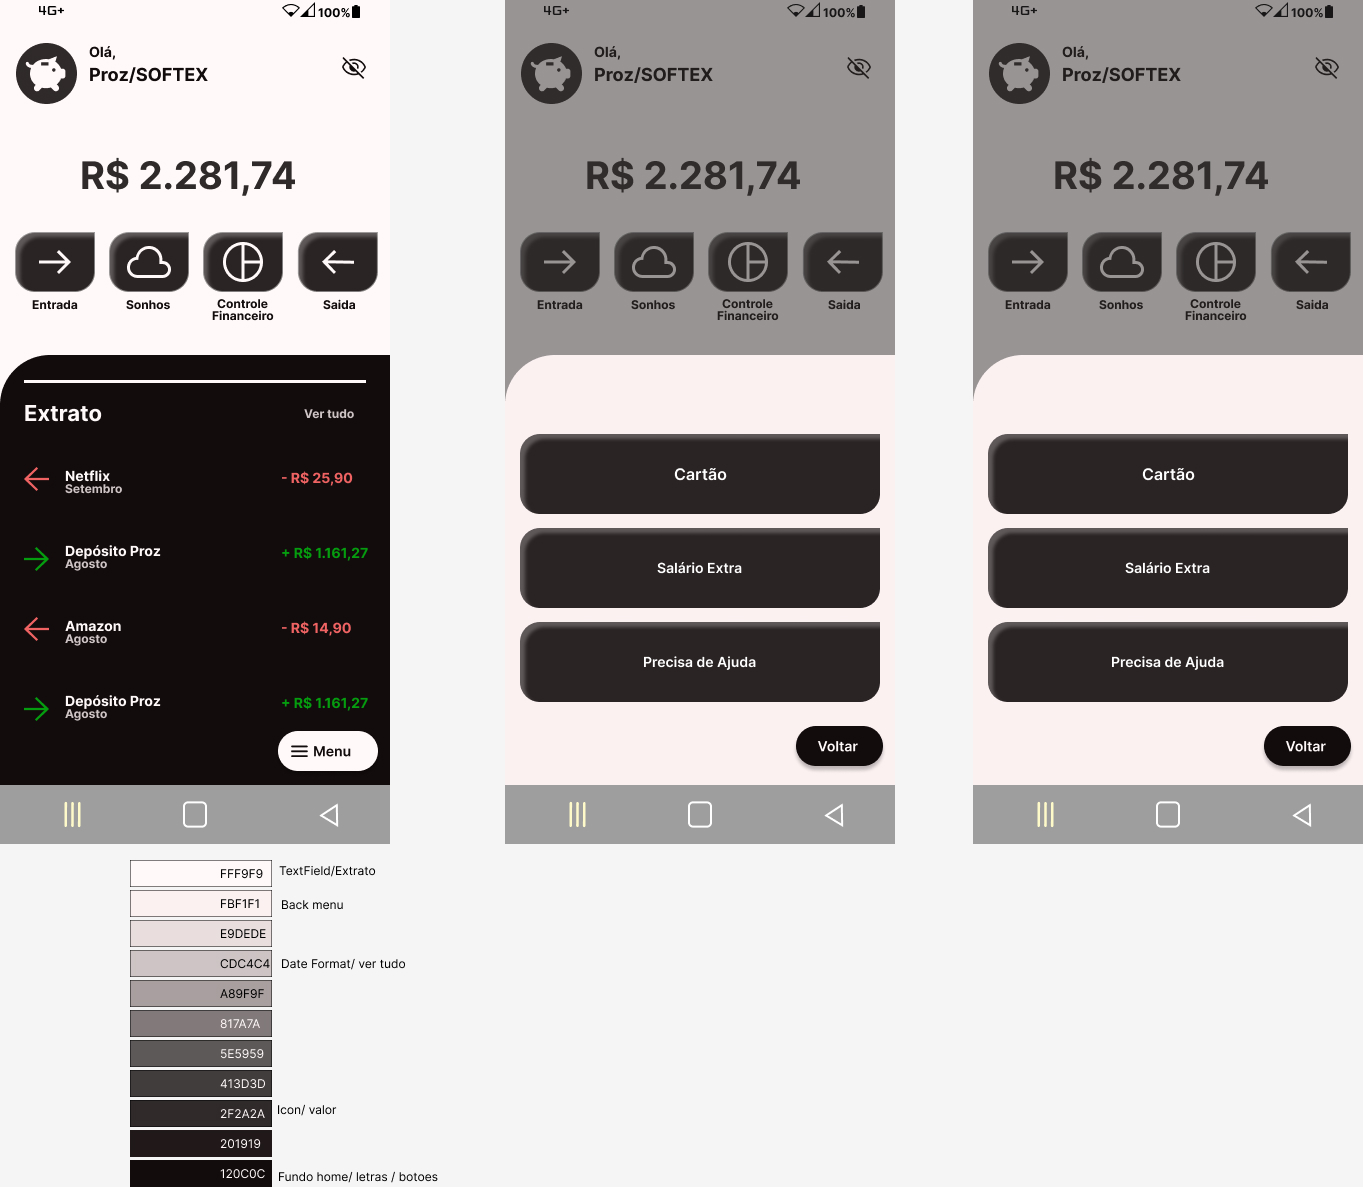 4G+
100%
Olá,
Proz/SOFTEX
R$ 2.281,74
Entrada
Sonhos
Controle
Financeiro
Saida
Extrato
Ver tudo
Netflix
Setembro
- R$ 25,90
Depósito Proz
Agosto
+ R$ 1.161,27
Amazon
Agosto
- R$ 14,90
Depósito Proz
Agosto
+ R$ 1.161,27
Menu
4G+
100%
Olá,
Proz/SOFTEX
R$ 2.281,74
Entrada
Sonhos
Controle
Financeiro
Saida
Cartão
Salário Extra
Precisa de Ajuda
Voltar
4G+
100%
Olá,
Proz/SOFTEX
R$ 2.281,74
Entrada
Sonhos
Controle
Financeiro
Saida
Cartão
Salário Extra
Precisa de Ajuda
Voltar
FFF9F9 TextField/Extrato
FBF1F1 Back menu
E9DEDE
CDC4C4 Date Format/ ver tudo
A89F9F
817A7A
5E5959
413D3D
2F2A2A Icon/ valor
201919
120C0C Fundo home/ letras / botoes